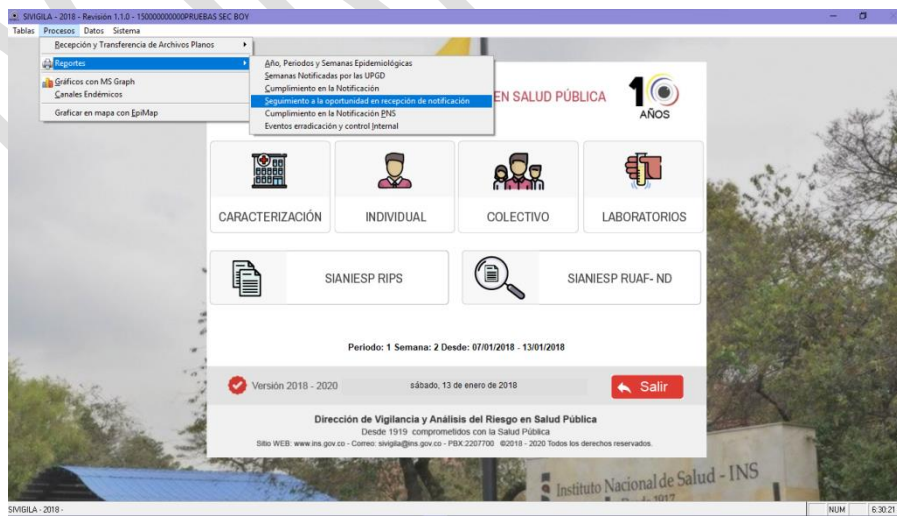 SIVIGILA - 2018 - Revisión 1.1.0 - 150000000000PRUEBAS SEC BOY
Tablas Procesos Datos Sistema
Recepción y Transferencia de Archivos Planos
Reportes
Gráficos con MS Graph
Canales Endémicos
Graficar en mapa con EpiMap
Año, Periodos y Semanas Epidemiológicas
Semanas Notificadas por las UPGD
Cumplimiento en la Notificación
Seguimiento a la oportunidad en recepción de notificación
Cumplimiento en la Notificación PNS
Eventos erradicación y control Internal
EN SALUD PÚBLICA
10 AÑOS
CARACTERIZACIÓN
INDIVIDUAL
COLECTIVO
LABORATORIOS
SIANIESP RIPS
SIANIESP RUAF- ND
Periodo: 1 Semana: 2 Desde: 07/01/2018 - 13/01/2018
Versión 2018 - 2020
sábado, 13 de enero de 2018
Salir
Dirección de Vigilancia y Análisis del Riesgo en Salud Pública
Desde 1919 comprometidos con la Salud Pública
Sitio WEB: www.ins.gov.co - Correo: sivigila@ins.gov.co - PBX:2207700 ©2018 - 2020 Todos los derechos reservados.
Instituto Nacional de Salud - INS
Desde 1917
SIVIGILA - 2018 -
NUM
6:30:21